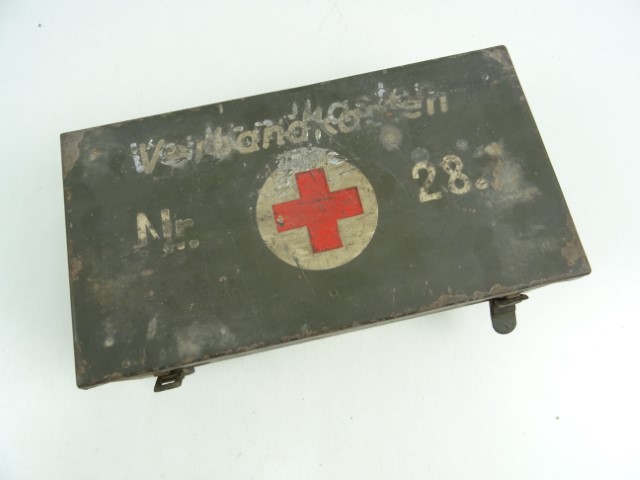 Verbandkasten
Nr. 28.